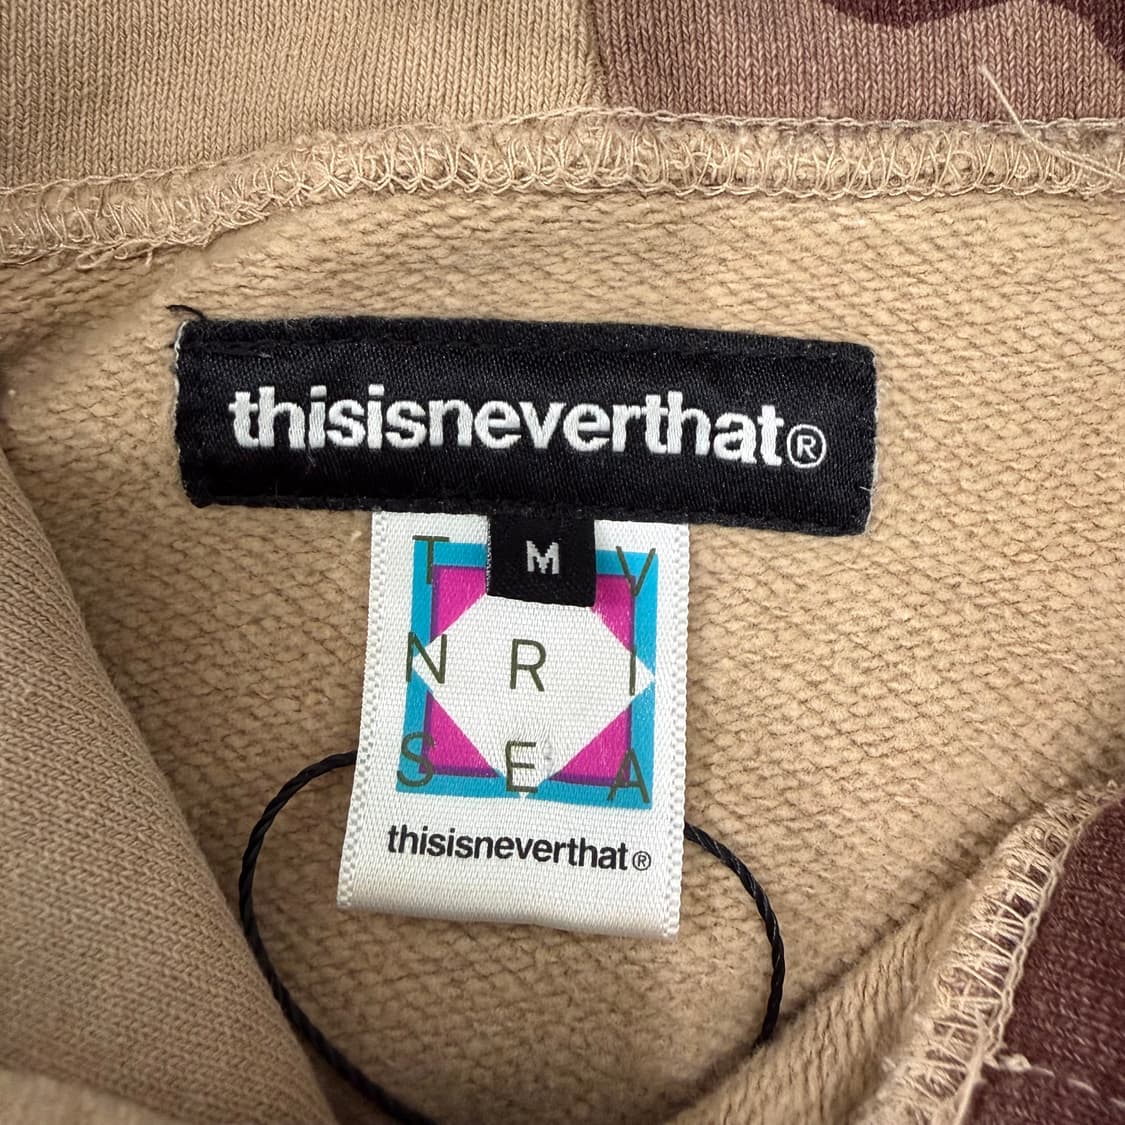 thisisneverthat®
M
T V
N R I
S E A
thisisneverthat®